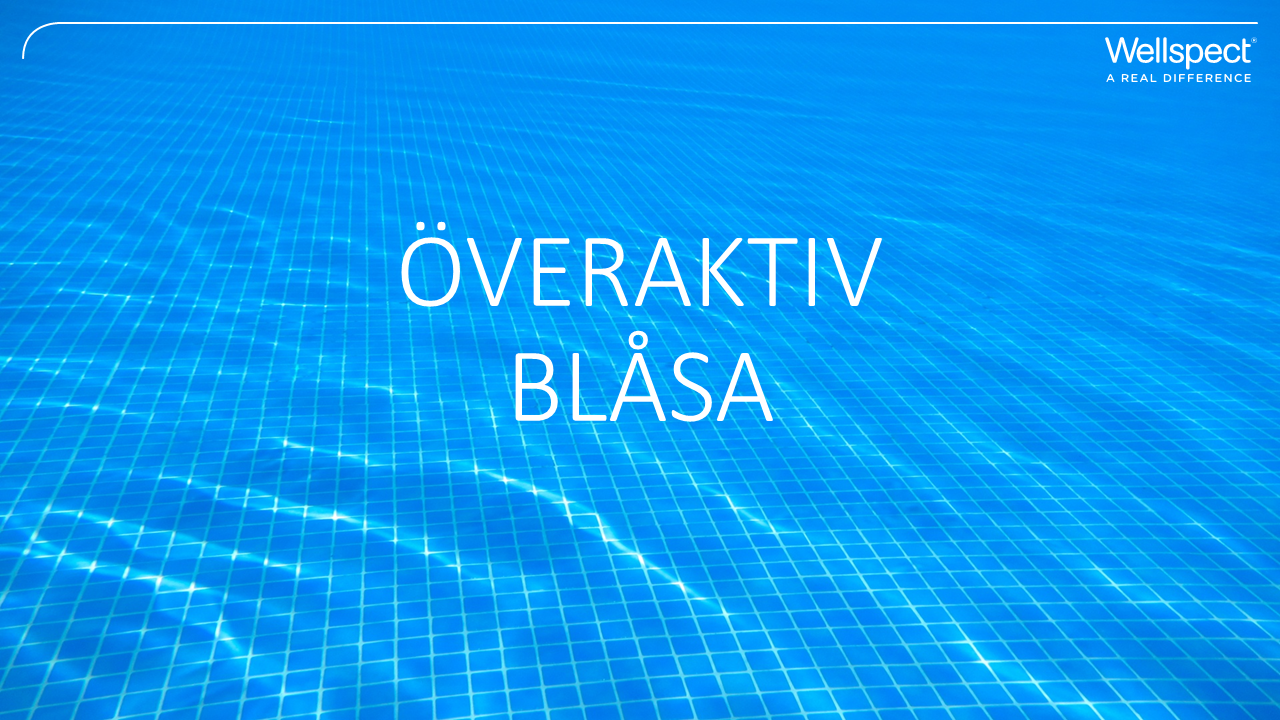 Wellspect®
A REAL DIFFERENCE
ÖVERAKTIV
BLÅSA